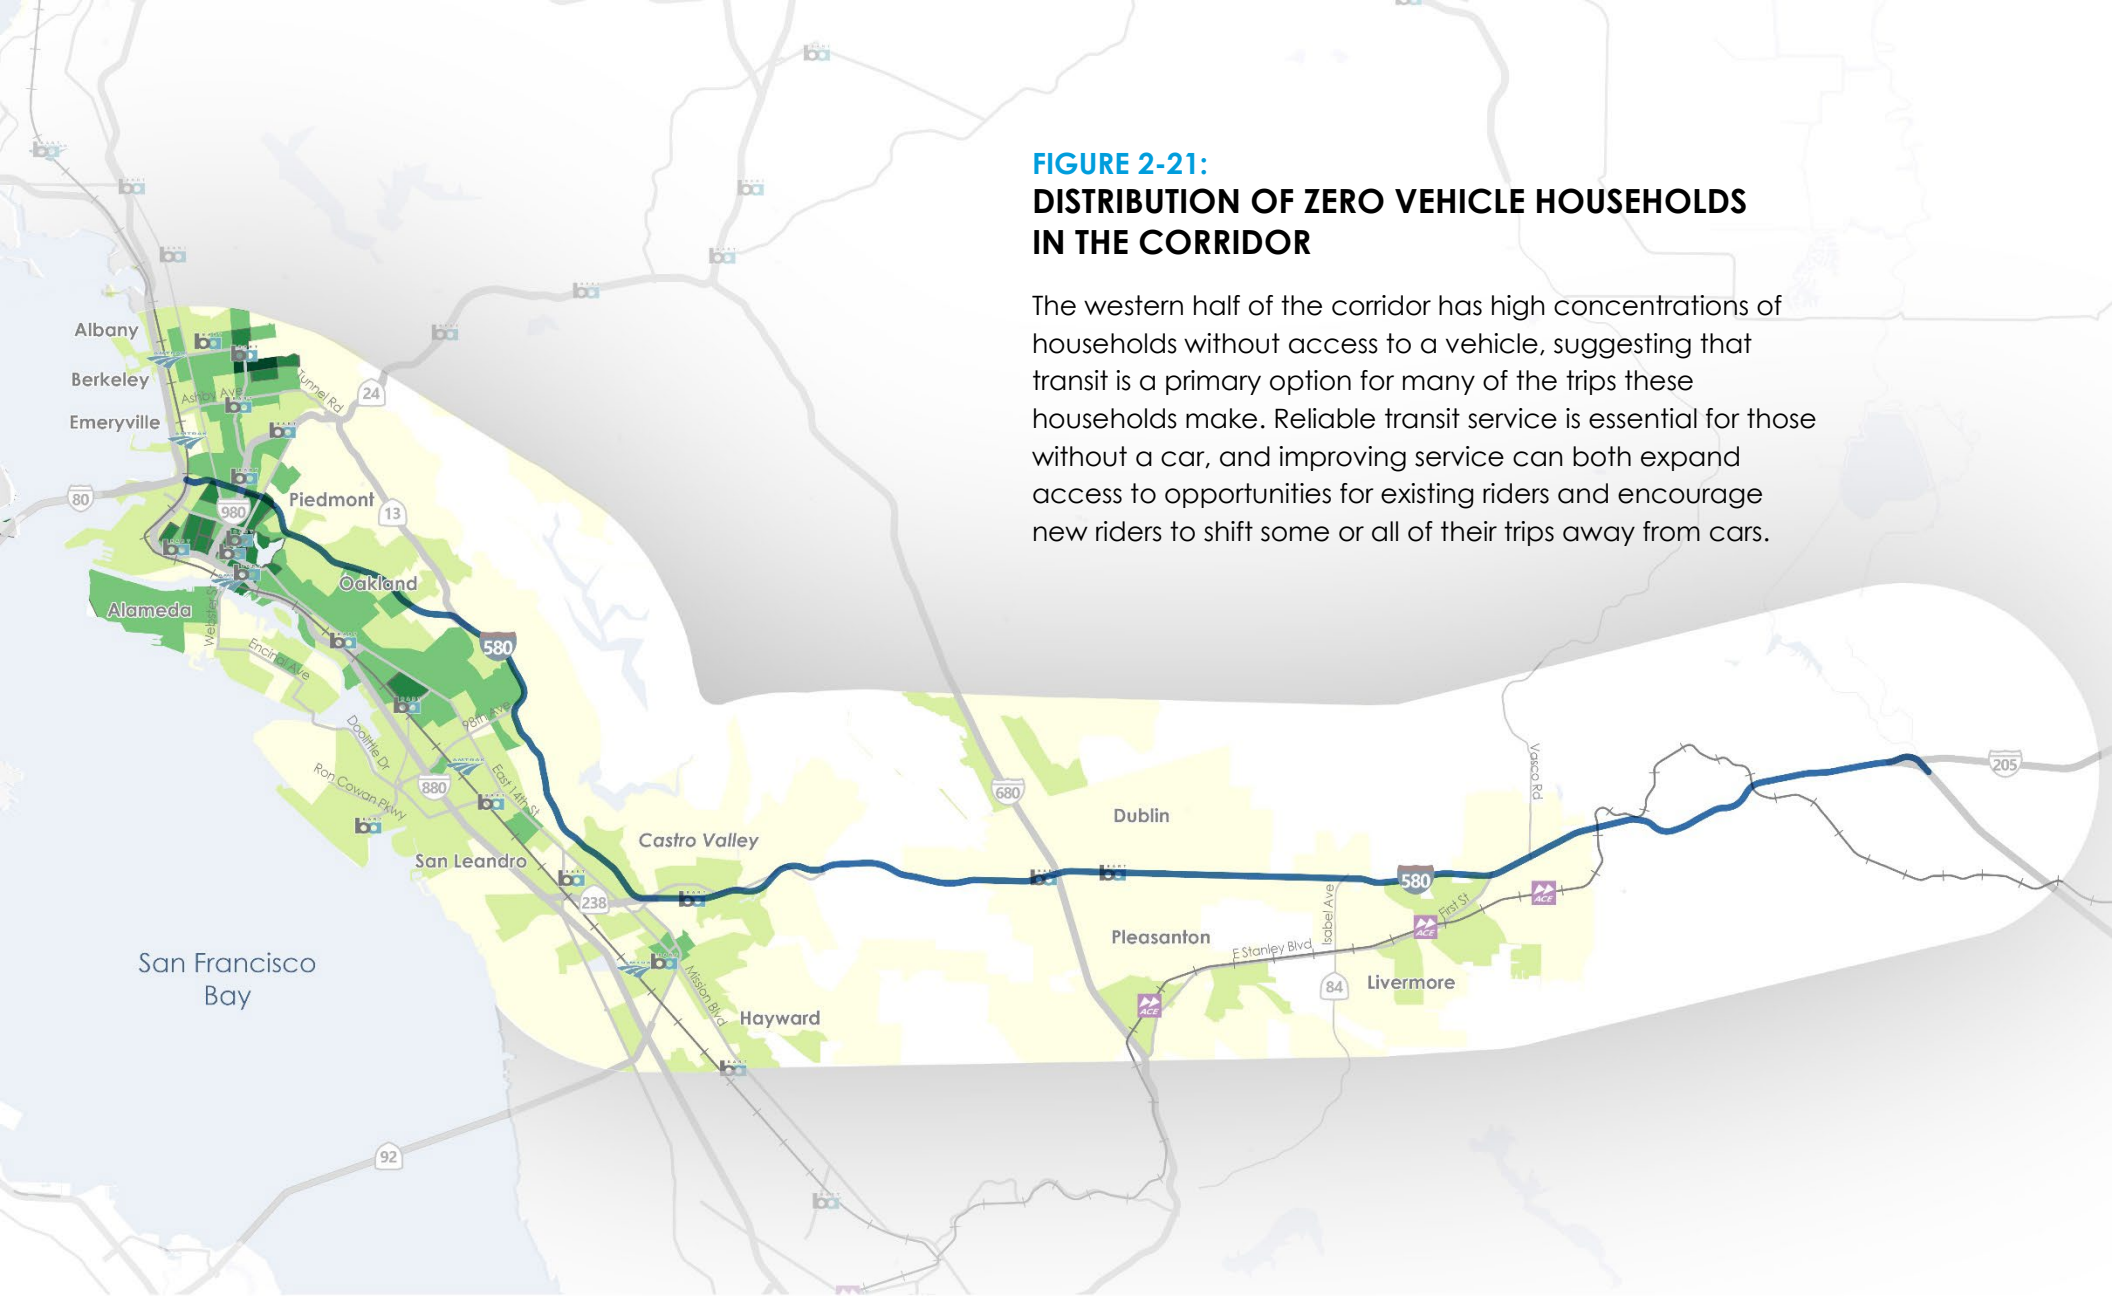 FIGURE 2-21:
DISTRIBUTION OF ZERO VEHICLE HOUSEHOLDS
IN THE CORRIDOR
The western half of the corridor has high concentrations of
households without access to a vehicle, suggesting that
transit is a primary option for many of the trips these
households make. Reliable transit service is essential for those
without a car, and improving service can both expand
access to opportunities for existing riders and encourage
new riders to shift some or all of their trips away from cars.
Albany
Berkeley
Ashby Ave
Tunnel Rd
24
Emeryville
80
980
Piedmont
13
Oakland
Alameda
Webster St
Encinal Ave
580
98th Ave
Doolittle Dr
Ron Cowan Pkwy
880
AMTRAK
East 14th St
San Leandro
Castro Valley
238
Mission Blvd
Hayward
San Francisco
Bay
92
680
Dublin
Pleasanton
E Stanley Blvd
Isabel Ave
84
Livermore
580
First St
ACE
ACE
ACE
Vasco Rd
205